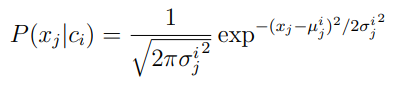 $P(x_j|c_i) = \frac{1}{\sqrt{2\pi {\sigma_j^i}^2}} \exp^{-(x_j - \mu_j^i)^2 / 2{\sigma_j^i}^2}$